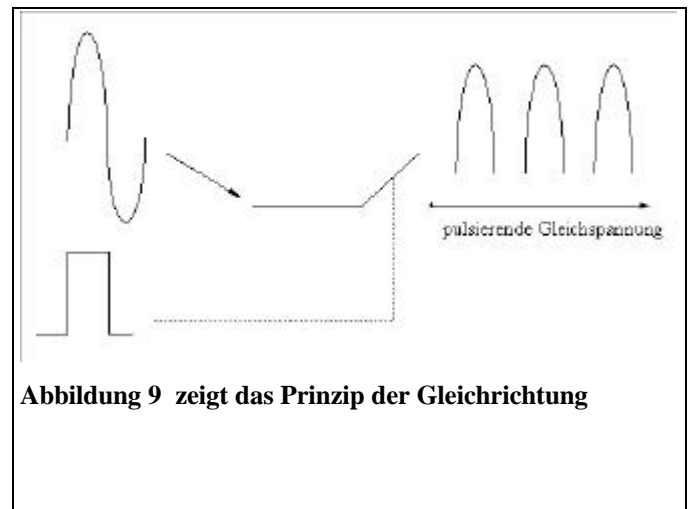 pulsierende Gleichspannung
Abbildung 9 zeigt das Prinzip der Gleichrichtung